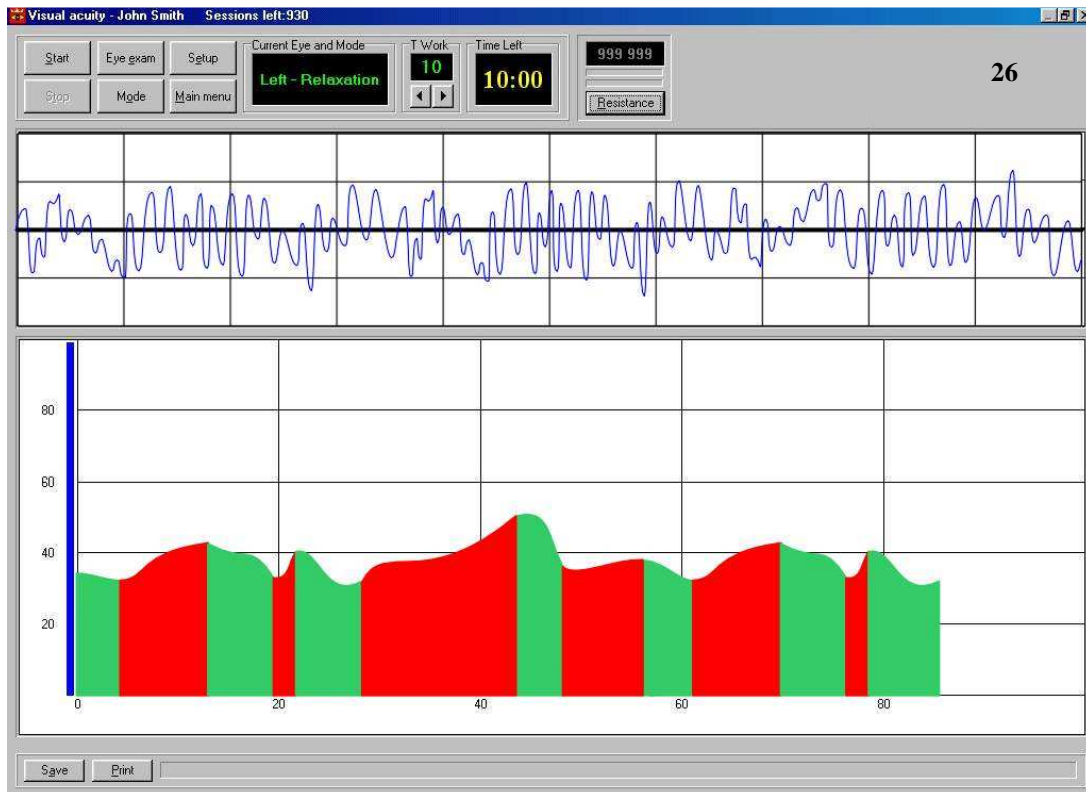 Visual acuity - John Smith Sessions left:930
Current Eye and Mode T Work Time Left
Start Eye exam Setup Left - Relaxation 10 10:00 999 999 26
Stop Mode Main menu Resistance
80
60
40
20
0 20 40 60 80
Save Print